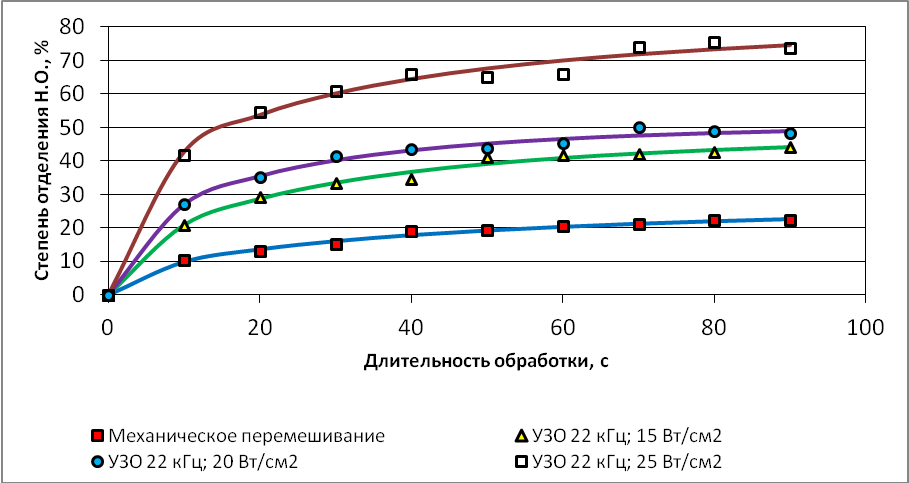 80
70
60
50
40
30
20
10
0
Степень отделения Н.О., %
0 20 40 60 80 100
Длительность обработки, с
Механическое перемешивание УЗО 22 кГц; 15 Вт/см2
УЗО 22 кГц; 20 Вт/см2 УЗО 22 кГц; 25 Вт/см2